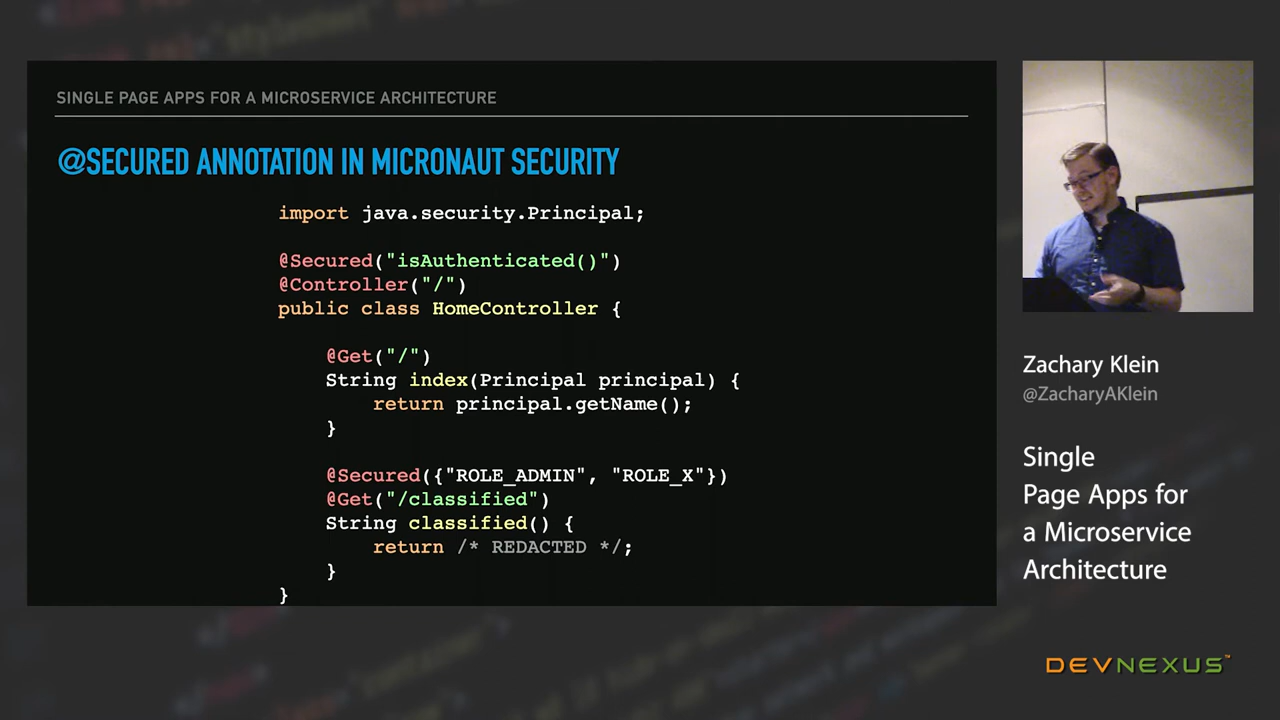 SINGLE PAGE APPS FOR A MICROSERVICE ARCHITECTURE
@SECURED ANNOTATION IN MICRONAUT SECURITY
import java.security.Principal;
@Secured("isAuthenticated()")
@Controller("/")
public class HomeController {
@Get("/")
String index(Principal principal) {
return principal.getName();
}
@Secured({"ROLE_ADMIN", "ROLE_X"})
@Get("/classified")
String classified() {
return /* REDACTED */;
}
}
Zachary Klein
@ZacharyAKlein
Single
Page Apps for
a Microservice
Architecture
DEVNEXUS™